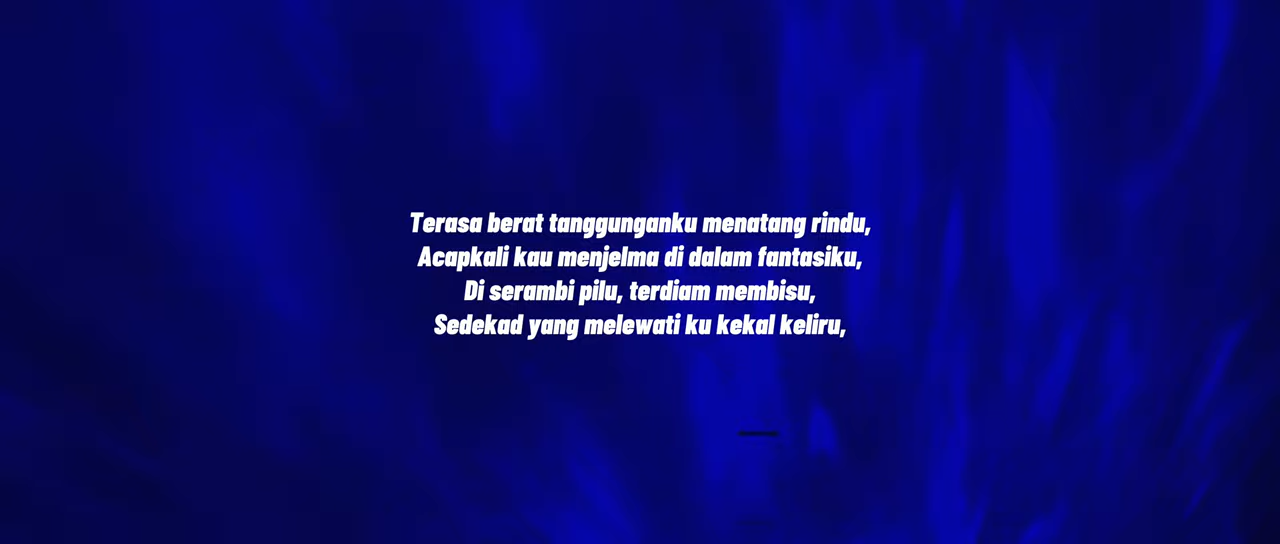 Terasa berat tanggunganku menatang rindu,
Acapkali kau menjelma di dalam fantasiku,
Di serambi pilu, terdiam membisu,
Sedekad yang melewati ku kekal keliru,